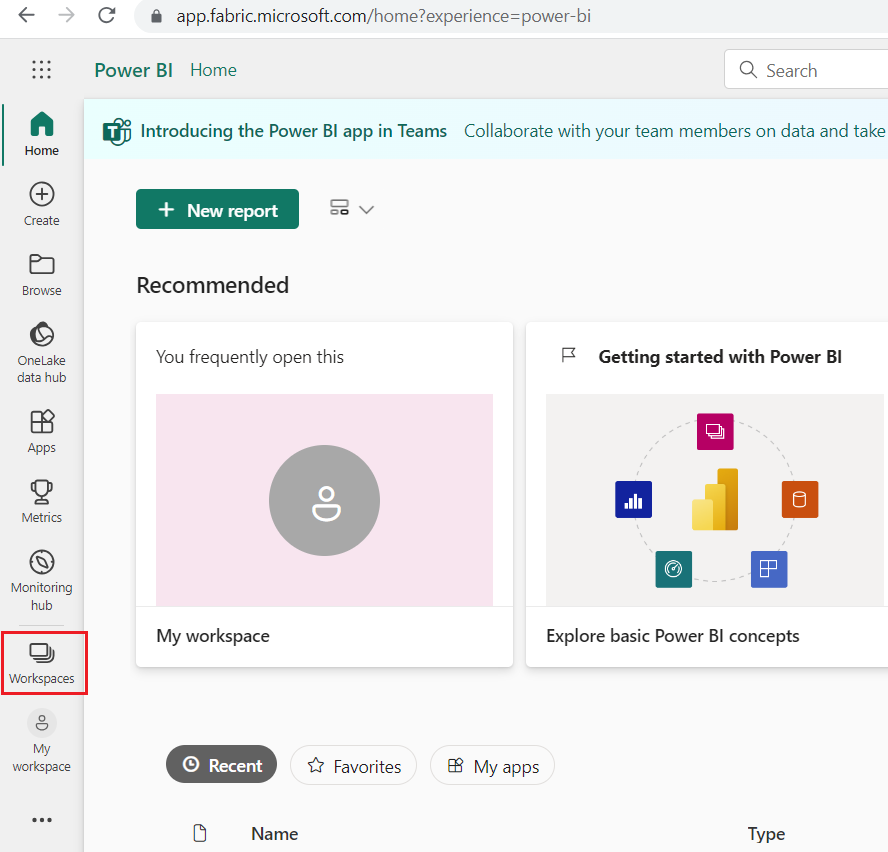 app.fabric.microsoft.com/home?experience=power-bi
Power BI Home
Search
Home
Create
Browse
OneLake
data hub
Apps
Metrics
Monitoring
hub
Workspaces
My
workspace
Introducing the Power BI app in Teams Collaborate with your team members on data and take
New report
Recommended
You frequently open this
My workspace
Getting started with Power BI
Explore basic Power BI concepts
Recent
Favorites
My apps
Name
Type